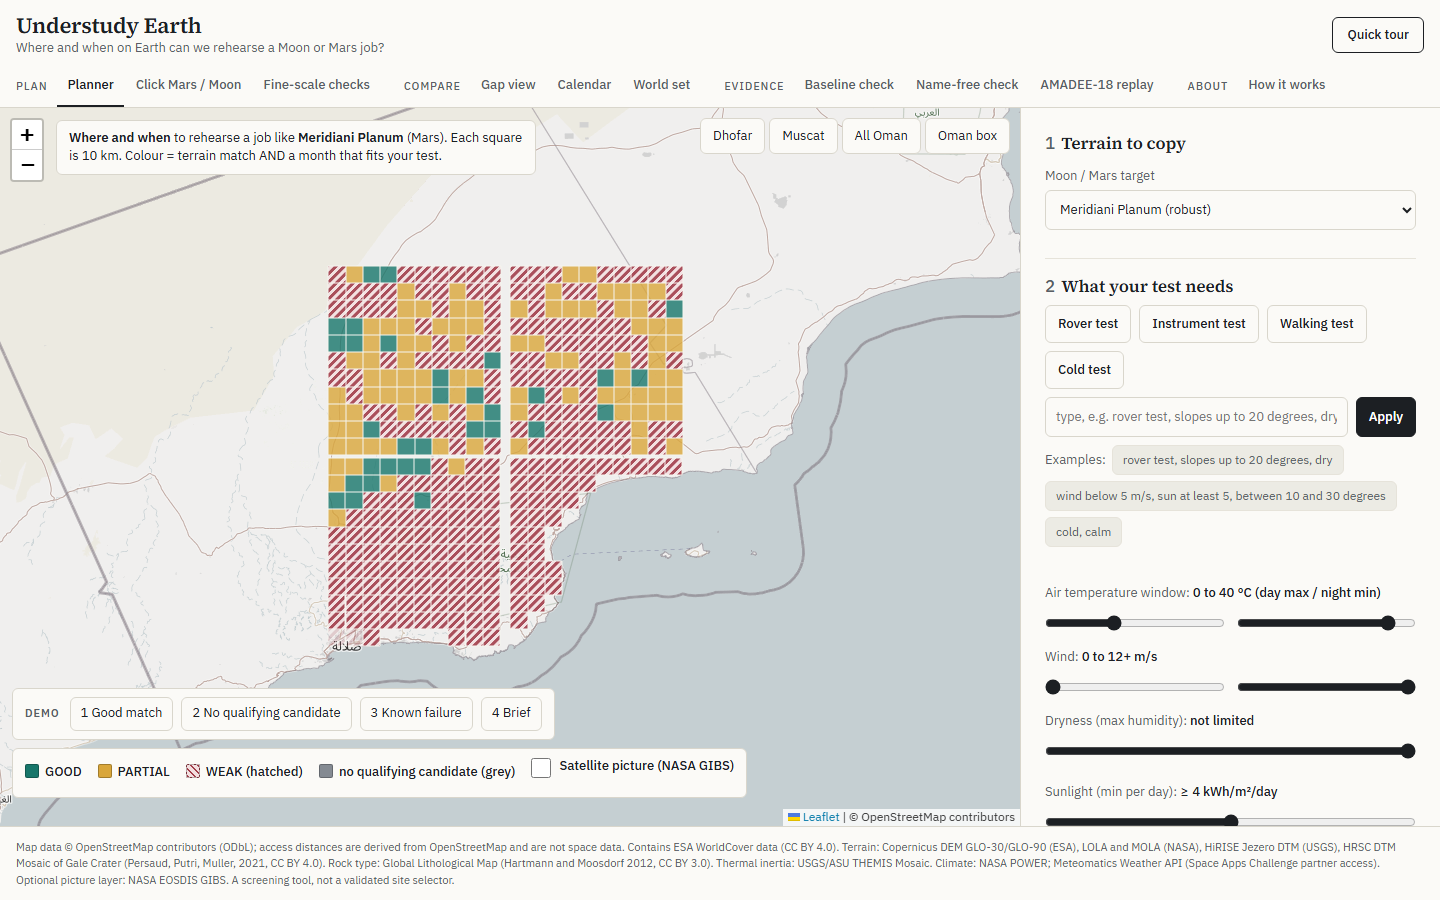 Understudy Earth
Where and when on Earth can we rehearse a Moon or Mars job?
Quick tour
PLAN Planner Click Mars / Moon Fine-scale checks COMPARE Gap view Calendar World set EVIDENCE Baseline check Name-free check AMADEE-18 replay ABOUT How it works
+
−
Where and when to rehearse a job like Meridiani Planum (Mars). Each square
is 10 km. Colour = terrain match AND a month that fits your test.
Dhofar Muscat All Oman Oman box
العربي
صلالة
DEMO 1 Good match 2 No qualifying candidate 3 Known failure 4 Brief
GOOD PARTIAL WEAK (hatched) no qualifying candidate (grey) Satellite picture (NASA GIBS)
Leaflet | © OpenStreetMap contributors
1 Terrain to copy
Moon / Mars target
Meridiani Planum (robust)
2 What your test needs
Rover test Instrument test Walking test
Cold test
type, e.g. rover test, slopes up to 20 degrees, dry
Apply
Examples: rover test, slopes up to 20 degrees, dry
wind below 5 m/s, sun at least 5, between 10 and 30 degrees
cold, calm
Air temperature window: 0 to 40 °C (day max / night min)
Wind: 0 to 12+ m/s
Dryness (max humidity): not limited
Sunlight (min per day): ≥ 4 kWh/m²/day
Map data © OpenStreetMap contributors (ODbL); access distances are derived from OpenStreetMap and are not space data. Contains ESA WorldCover data (CC BY 4.0). Terrain: Copernicus DEM GLO-30/GLO-90 (ESA), LOLA and MOLA (NASA), HiRISE Jezero DTM (USGS), HRSC DTM
Mosaic of Gale Crater (Persaud, Putri, Muller, 2021, CC BY 4.0). Rock type: Global Lithological Map (Hartmann and Moosdorf 2012, CC BY 3.0). Thermal inertia: USGS/ASU THEMIS Mosaic. Climate: NASA POWER; Meteomatics Weather API (Space Apps Challenge partner access).
Optional picture layer: NASA EOSDIS GIBS. A screening tool, not a validated site selector.